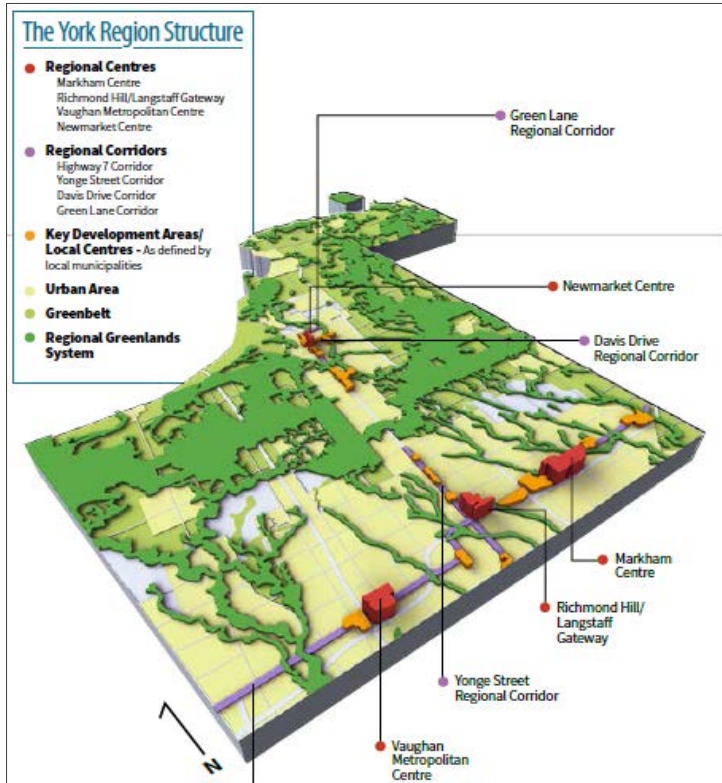 The York Region Structure
Regional Centres
Markham Centre
Richmond Hill/Langstaff Gateway
Vaughan Metropolitan Centre
Newmarket Centre
Regional Corridors
Highway 7 Corridor
Yonge Street Corridor
Davis Drive Corridor
Green Lane Corridor
Key Development Areas/
Local Centres - As defined by
local municipalities
Urban Area
Greenbelt
Regional Greenlands
System
Green Lane
Regional Corridor
Newmarket Centre
Davis Drive
Regional Corridor
Markham
Centre
Richmond Hill/
Langstaff
Gateway
Yonge Street
Regional Corridor
Vaughan
Metropolitan
Centre
N